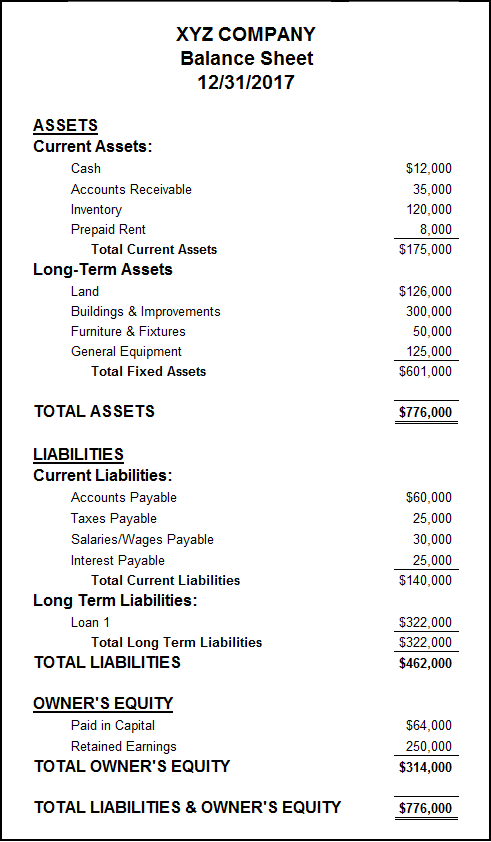 XYZ COMPANY
Balance Sheet
12/31/2017
ASSETS
Current Assets:
Cash $12,000
Accounts Receivable 35,000
Inventory 120,000
Prepaid Rent 8,000
Total Current Assets $175,000
Long-Term Assets
Land $126,000
Buildings & Improvements 300,000
Furniture & Fixtures 50,000
General Equipment 125,000
Total Fixed Assets $601,000
TOTAL ASSETS $776,000
LIABILITIES
Current Liabilities:
Accounts Payable $60,000
Taxes Payable 25,000
Salaries/Wages Payable 30,000
Interest Payable 25,000
Total Current Liabilities $140,000
Long Term Liabilities:
Loan 1 $322,000
Total Long Term Liabilities $322,000
TOTAL LIABILITIES $462,000
OWNER'S EQUITY
Paid in Capital $64,000
Retained Earnings 250,000
TOTAL OWNER'S EQUITY $314,000
TOTAL LIABILITIES & OWNER'S EQUITY $776,000